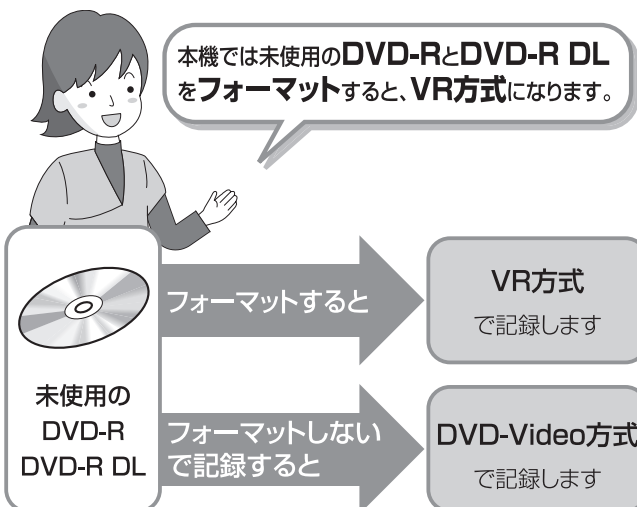 本機では未使用のDVD-RとDVD-R DL
をフォーマットすると、VR方式になります。
未使用の
DVD-R
DVD-R DL
フォーマットすると
VR方式
で記録します
フォーマットしない
で記録すると
DVD-Video方式
で記録します